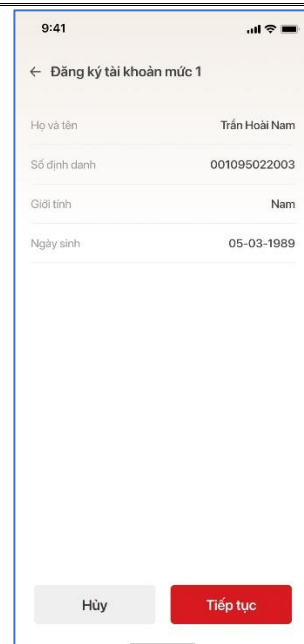 9:41
← Đăng ký tài khoản mức 1
Họ và tên Trần Hoài Nam
Số định danh 001095022003
Giới tính Nam
Ngày sinh 05-03-1989
Hủy Tiếp tục